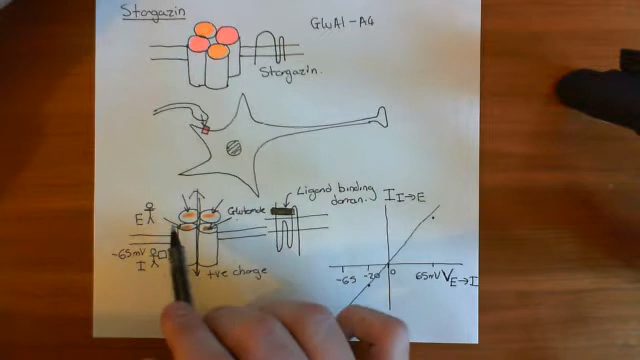 Stargazin
GluA1-A4
Stargazin.
Ligand binding
domain.
Glutamate
E
-65mV
I
+ve charge
I I→E
-65
-20
0
65mV
V E→I